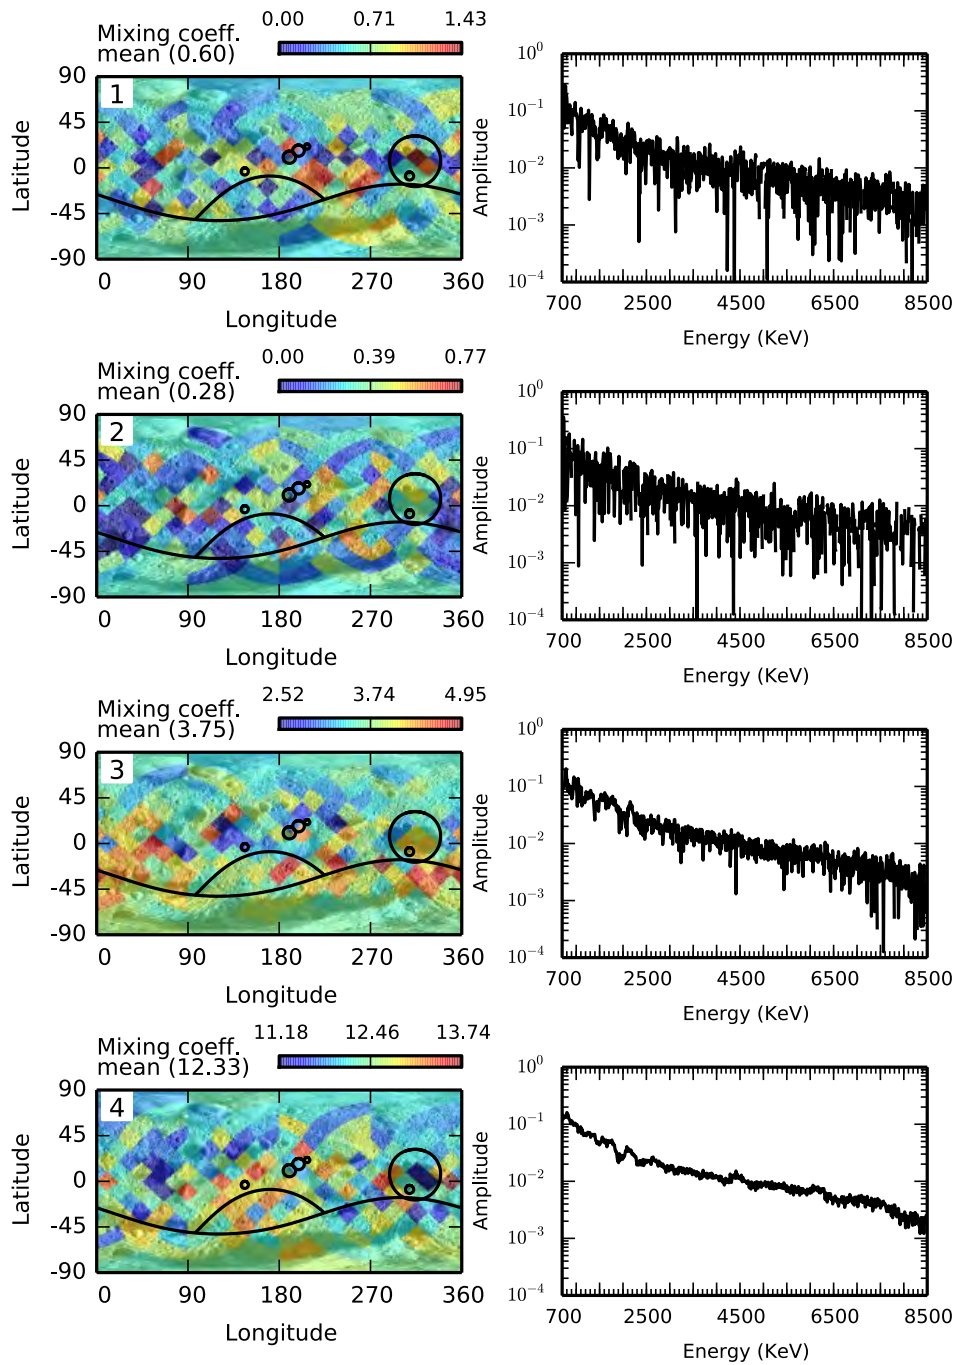 0.00 0.71 1.43
Mixing coeff.
mean (0.60)
1
90
45
0
-45
-90
Latitude
0 90 180 270 360
Longitude
10⁰
10⁻¹
10⁻²
10⁻³
10⁻⁴
Amplitude
700 2500 4500 6500 8500
Energy (KeV)
0.00 0.39 0.77
Mixing coeff.
mean (0.28)
2
90
45
0
-45
-90
Latitude
0 90 180 270 360
Longitude
10⁰
10⁻¹
10⁻²
10⁻³
10⁻⁴
Amplitude
700 2500 4500 6500 8500
Energy (KeV)
2.52 3.74 4.95
Mixing coeff.
mean (3.75)
3
90
45
0
-45
-90
Latitude
0 90 180 270 360
Longitude
10⁰
10⁻¹
10⁻²
10⁻³
10⁻⁴
Amplitude
700 2500 4500 6500 8500
Energy (KeV)
11.18 12.46 13.74
Mixing coeff.
mean (12.33)
4
90
45
0
-45
-90
Latitude
0 90 180 270 360
Longitude
10⁰
10⁻¹
10⁻²
10⁻³
10⁻⁴
Amplitude
700 2500 4500 6500 8500
Energy (KeV)